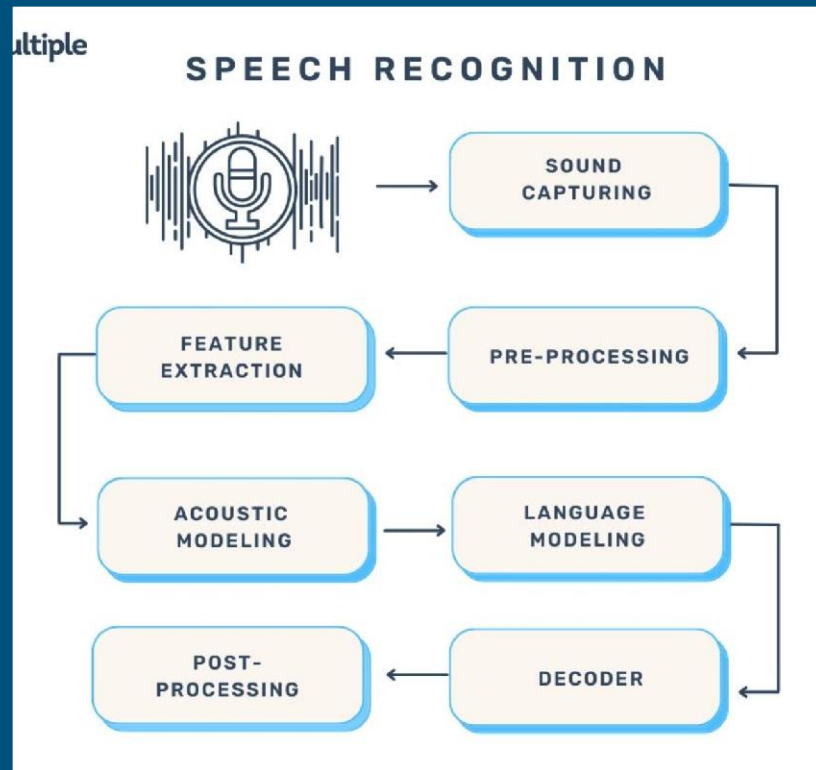 ultiple
SPEECH RECOGNITION
SOUND
CAPTURING
PRE-PROCESSING
FEATURE
EXTRACTION
ACOUSTIC
MODELING
LANGUAGE
MODELING
DECODER
POST-
PROCESSING